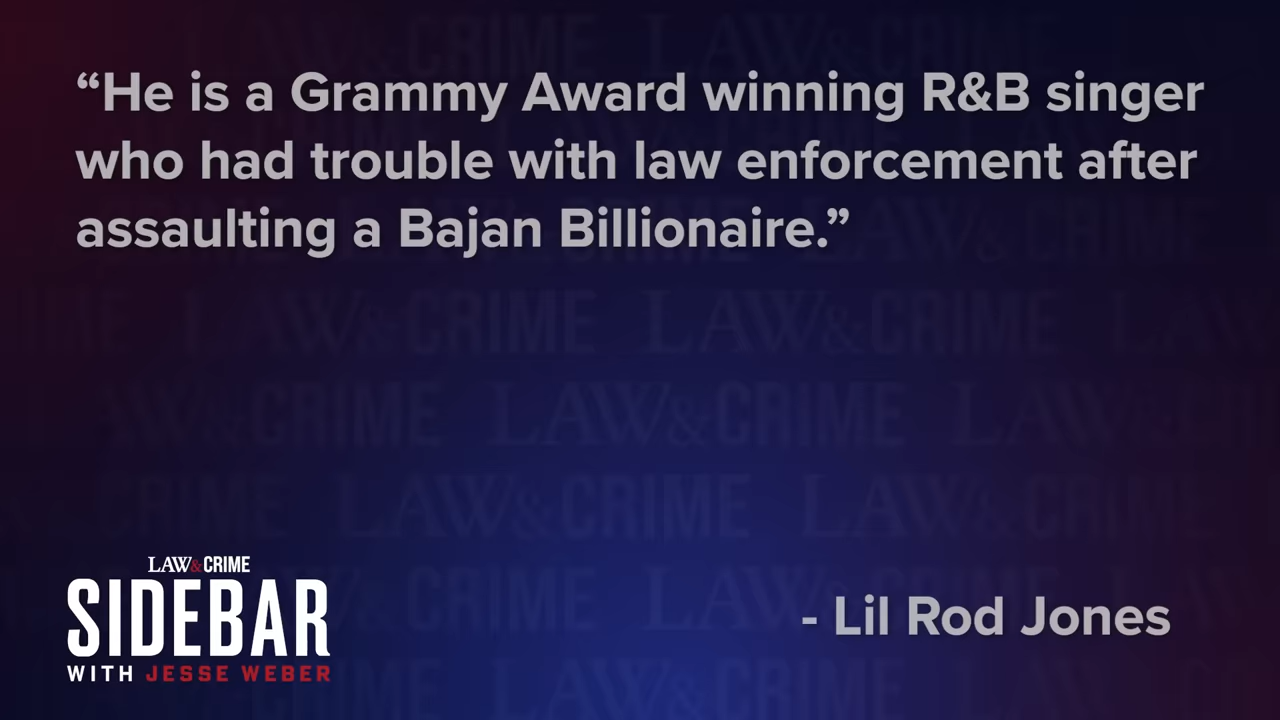 “He is a Grammy Award winning R&B singer
who had trouble with law enforcement after
assaulting a Bajan Billionaire.”
LAW&CRIME
SIDEBAR
WITH JESSE WEBER
- Lil Rod Jones